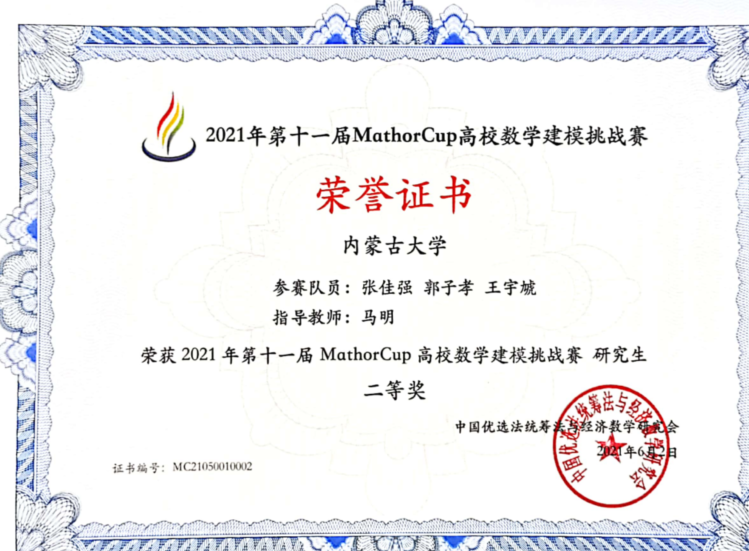 2021年第十一届MathorCup高校数学建模挑战赛
荣誉证书
内蒙古大学
参赛队员：张佳强 郭子孝 王宇虓
指导教师：马明
荣获 2021 年第十一届 MathorCup 高校数学建模挑战赛 研究生
二等奖
中国优选法统筹法与经济数学研究会
2021年6月2日
中国优选法统筹法与经济数学研究会
证书编号：MC21050010002